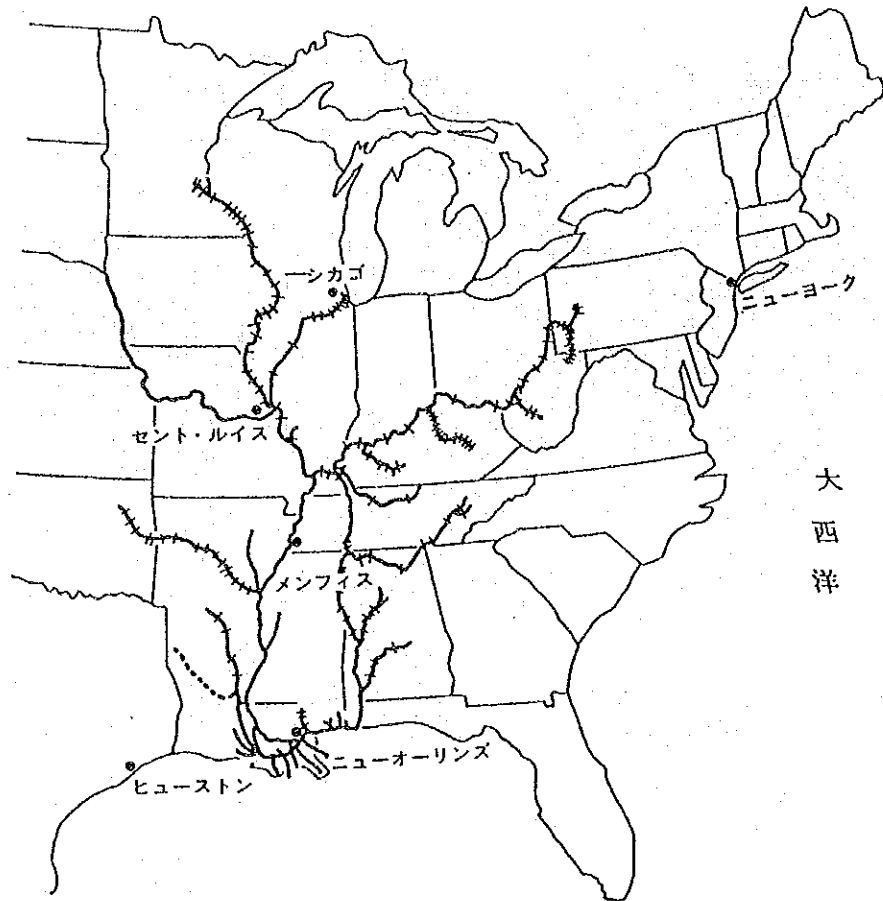 シカゴ
ニューヨーク
セント・ルイス
大西洋
メンフィス
ニューオーリンズ
ヒューストン